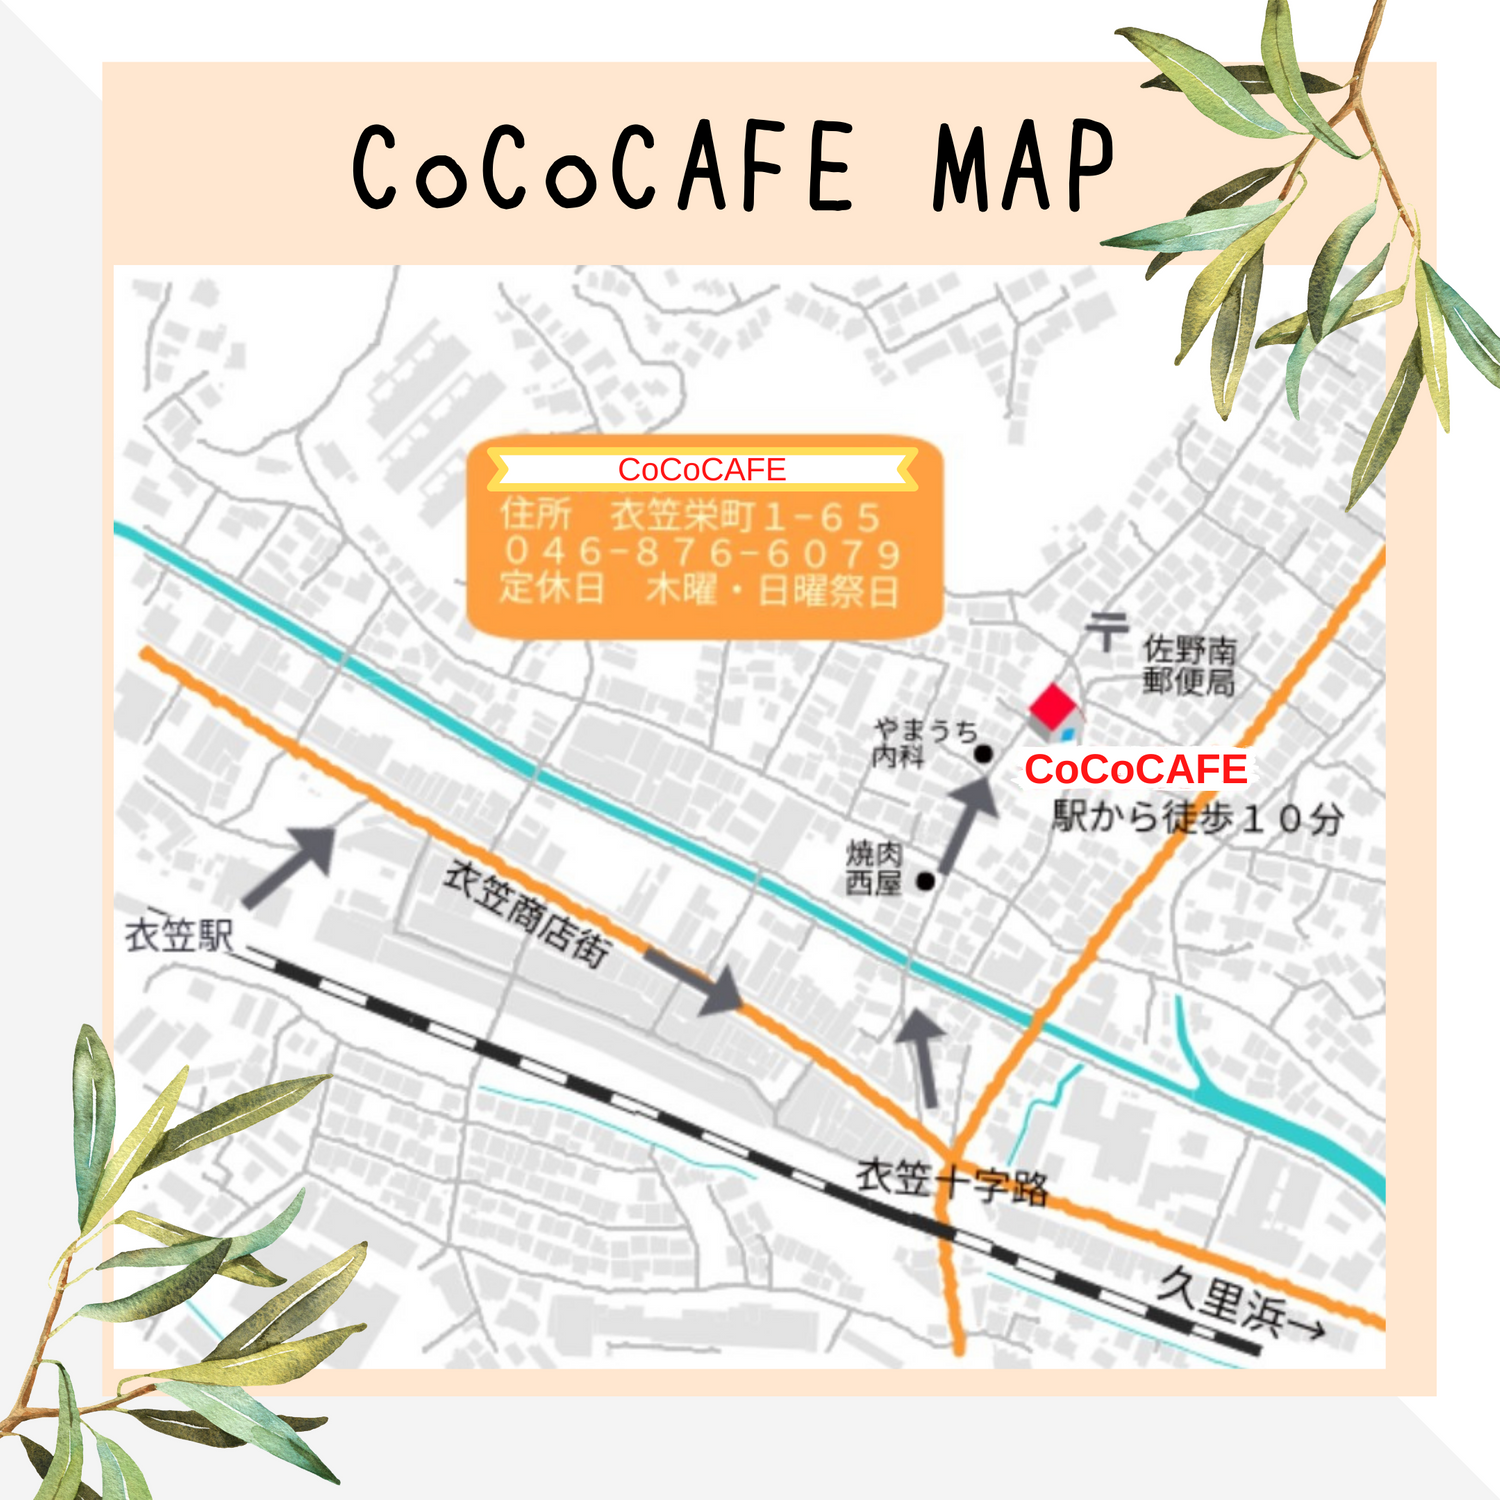 CoCoCAFE MAP
CoCoCAFE
住所　衣笠栄町１−６５
０４６−８７６−６０７９
定休日　木曜・日曜祭日
〒
佐野南
郵便局
やまうち
内科
CoCoCAFE
駅から徒歩１０分
焼肉
西屋
衣笠商店街
衣笠駅
衣笠十字路
久里浜→